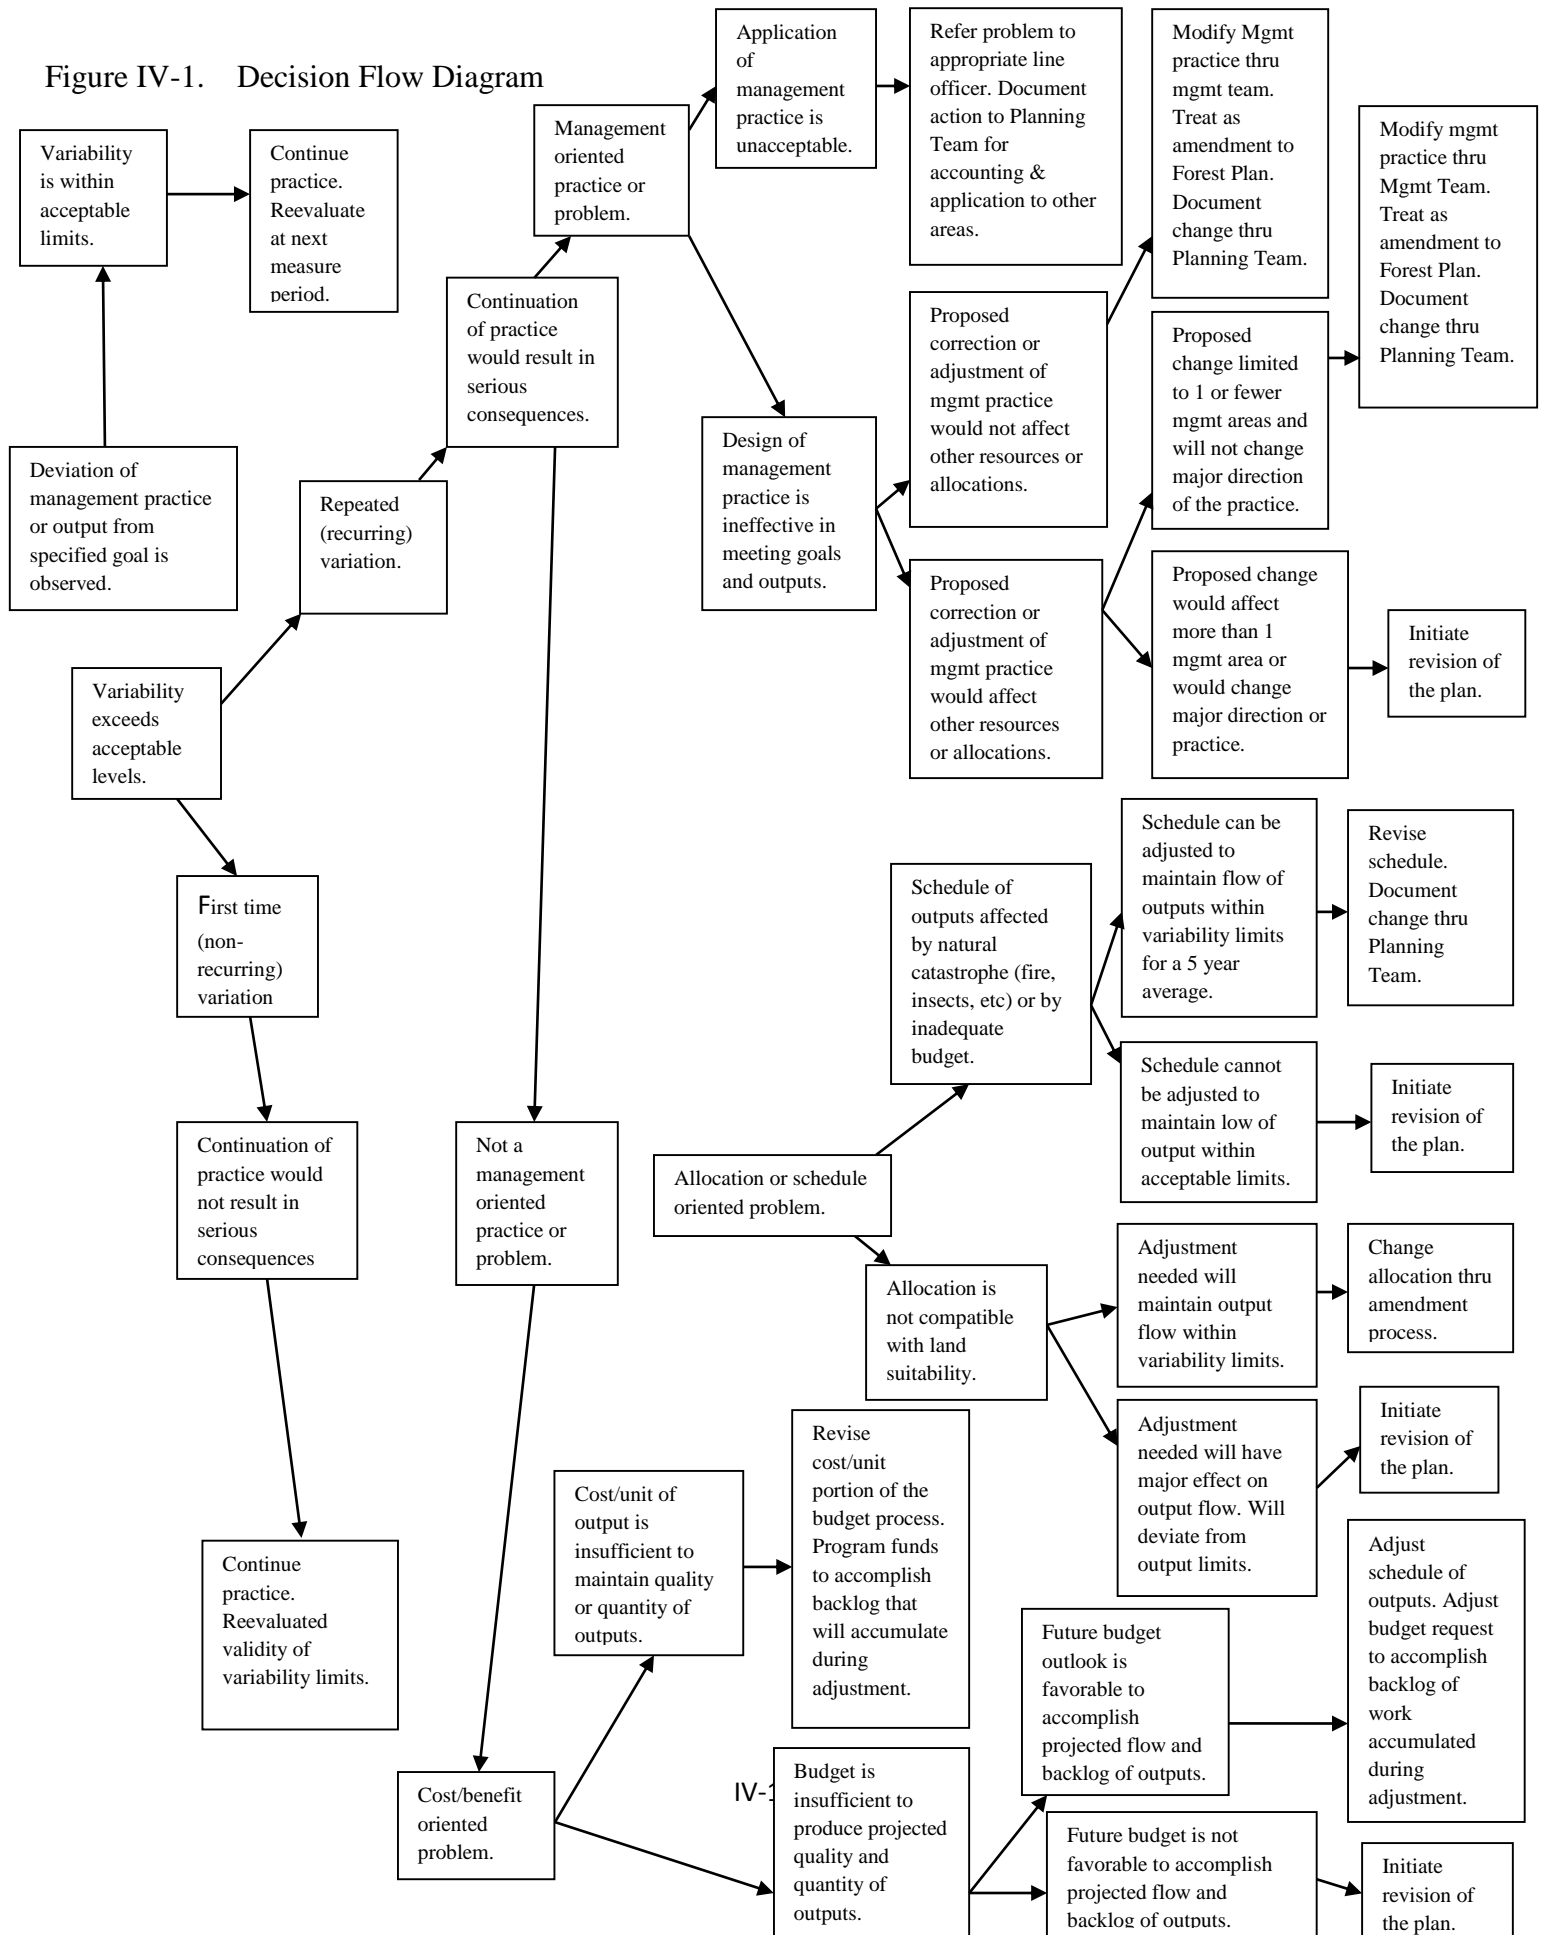 Figure IV-1. Decision Flow Diagram
Variability
is within
acceptable
limits.
Continue
practice.
Reevaluate
at next
measure
period.
Deviation of
management practice
or output from
specified goal is
observed.
Variability
exceeds
acceptable
levels.
Repeated
(recurring)
variation.
First time
(non-
recurring)
variation
Continuation of
practice would
not result in
serious
consequences
Continue
practice.
Reevaluated
validity of
variability limits.
Continuation
of practice
would result in
serious
consequences.
Management
oriented
practice or
problem.
Application
of
management
practice is
unacceptable.
Refer problem to
appropriate line
officer. Document
action to Planning
Team for
accounting &
application to other
areas.
Design of
management
practice is
ineffective in
meeting goals
and outputs.
Proposed
correction or
adjustment of
mgmt practice
would not affect
other resources or
allocations.
Modify Mgmt
practice thru
mgmt team.
Treat as
amendment to
Forest Plan.
Document
change thru
Planning Team.
Proposed
correction or
adjustment of
mgmt practice
would affect
other resources
or allocations.
Proposed
change limited
to 1 or fewer
mgmt areas and
will not change
major direction
of the practice.
Modify mgmt
practice thru
Mgmt Team.
Treat as
amendment to
Forest Plan.
Document
change thru
Planning Team.
Proposed change
would affect
more than 1
mgmt area or
would change
major direction or
practice.
Initiate
revision of
the plan.
Not a
management
oriented
practice or
problem.
Allocation or schedule
oriented problem.
Schedule of
outputs affected
by natural
catastrophe (fire,
insects, etc) or by
inadequate
budget.
Schedule can be
adjusted to
maintain flow of
outputs within
variability limits
for a 5 year
average.
Revise
schedule.
Document
change thru
Planning
Team.
Schedule cannot
be adjusted to
maintain low of
output within
acceptable limits.
Initiate
revision of
the plan.
Allocation is
not compatible
with land
suitability.
Adjustment
needed will
maintain output
flow within
variability limits.
Change
allocation thru
amendment
process.
Adjustment
needed will have
major effect on
output flow. Will
deviate from
output limits.
Initiate
revision of
the plan.
Cost/benefit
oriented
problem.
Cost/unit of
output is
insufficient to
maintain quality
or quantity of
outputs.
Revise
cost/unit
portion of the
budget process.
Program funds
to accomplish
backlog that
will accumulate
during
adjustment.
Budget is
insufficient to
produce projected
quality and
quantity of
outputs.
Future budget
outlook is
favorable to
accomplish
projected flow and
backlog of outputs.
Adjust
schedule of
outputs. Adjust
budget request
to accomplish
backlog of
work
accumulated
during
adjustment.
Future budget is not
favorable to accomplish
projected flow and
backlog of outputs.
Initiate
revision of
the plan.